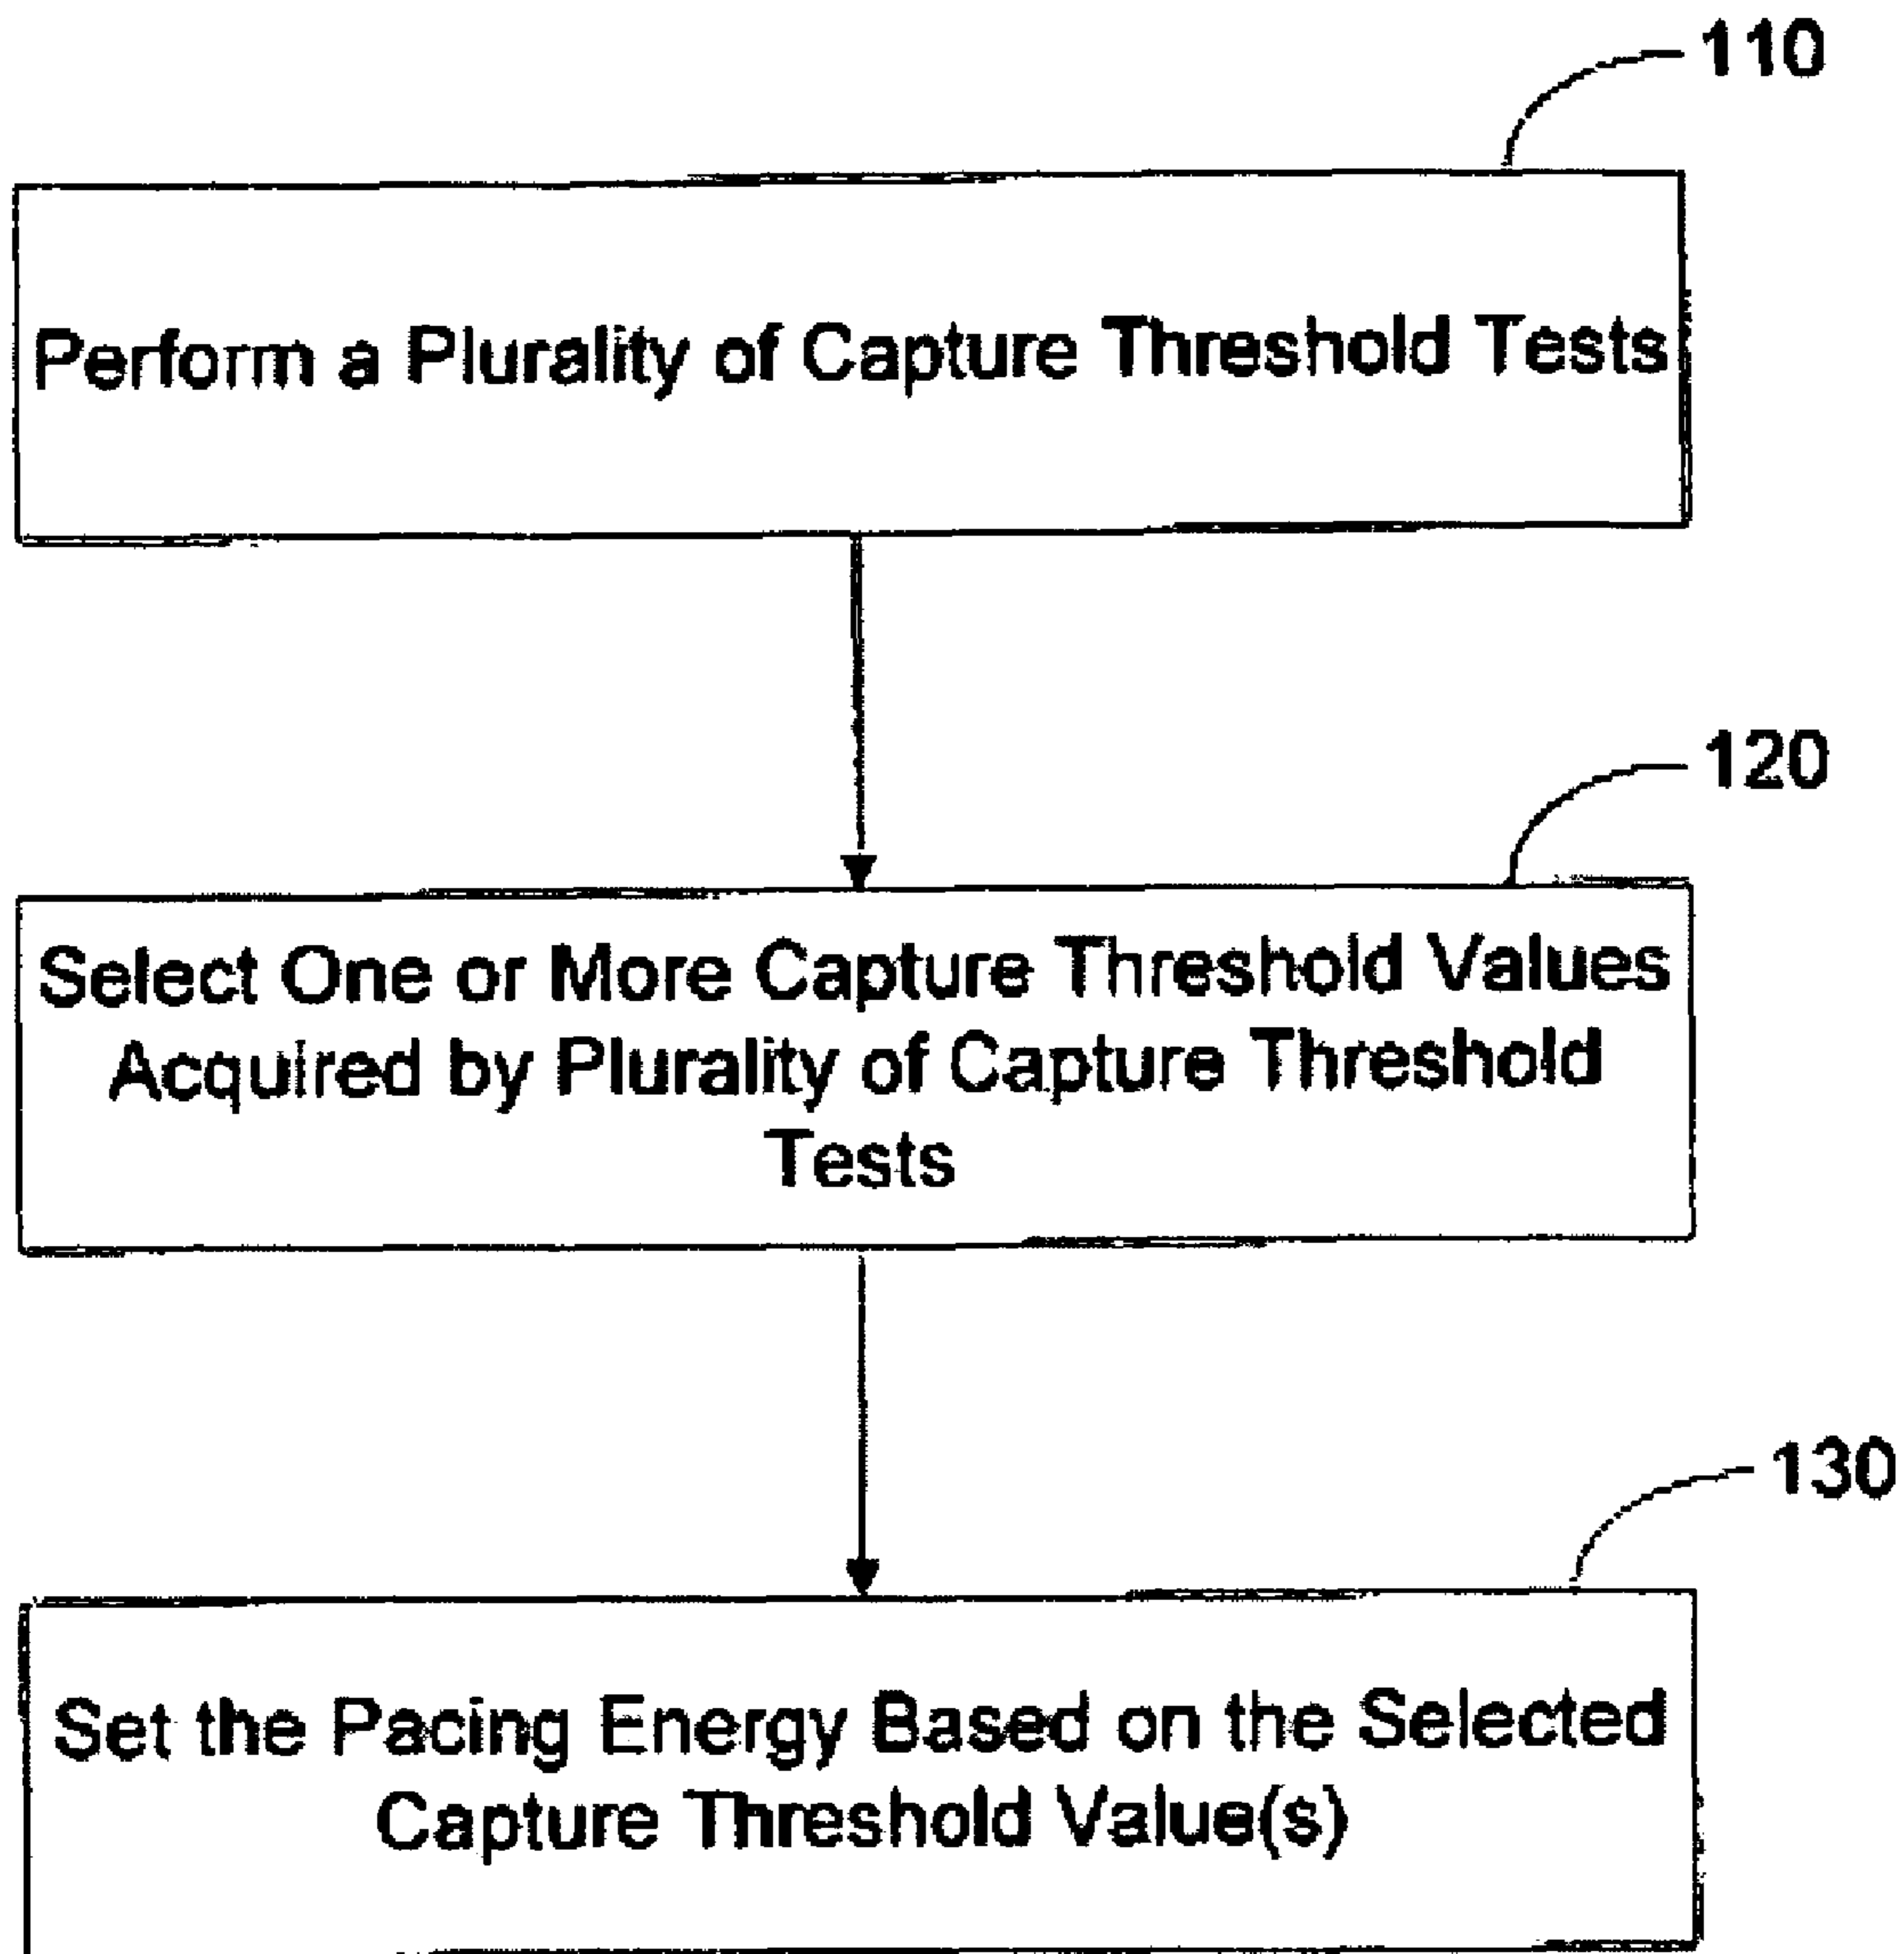 110
Perform a Plurality of Capture Threshold Tests
120
Select One or More Capture Threshold Values
Acquired by Plurality of Capture Threshold
Tests
130
Set the Pacing Energy Based on the Selected
Capture Threshold Value(s)